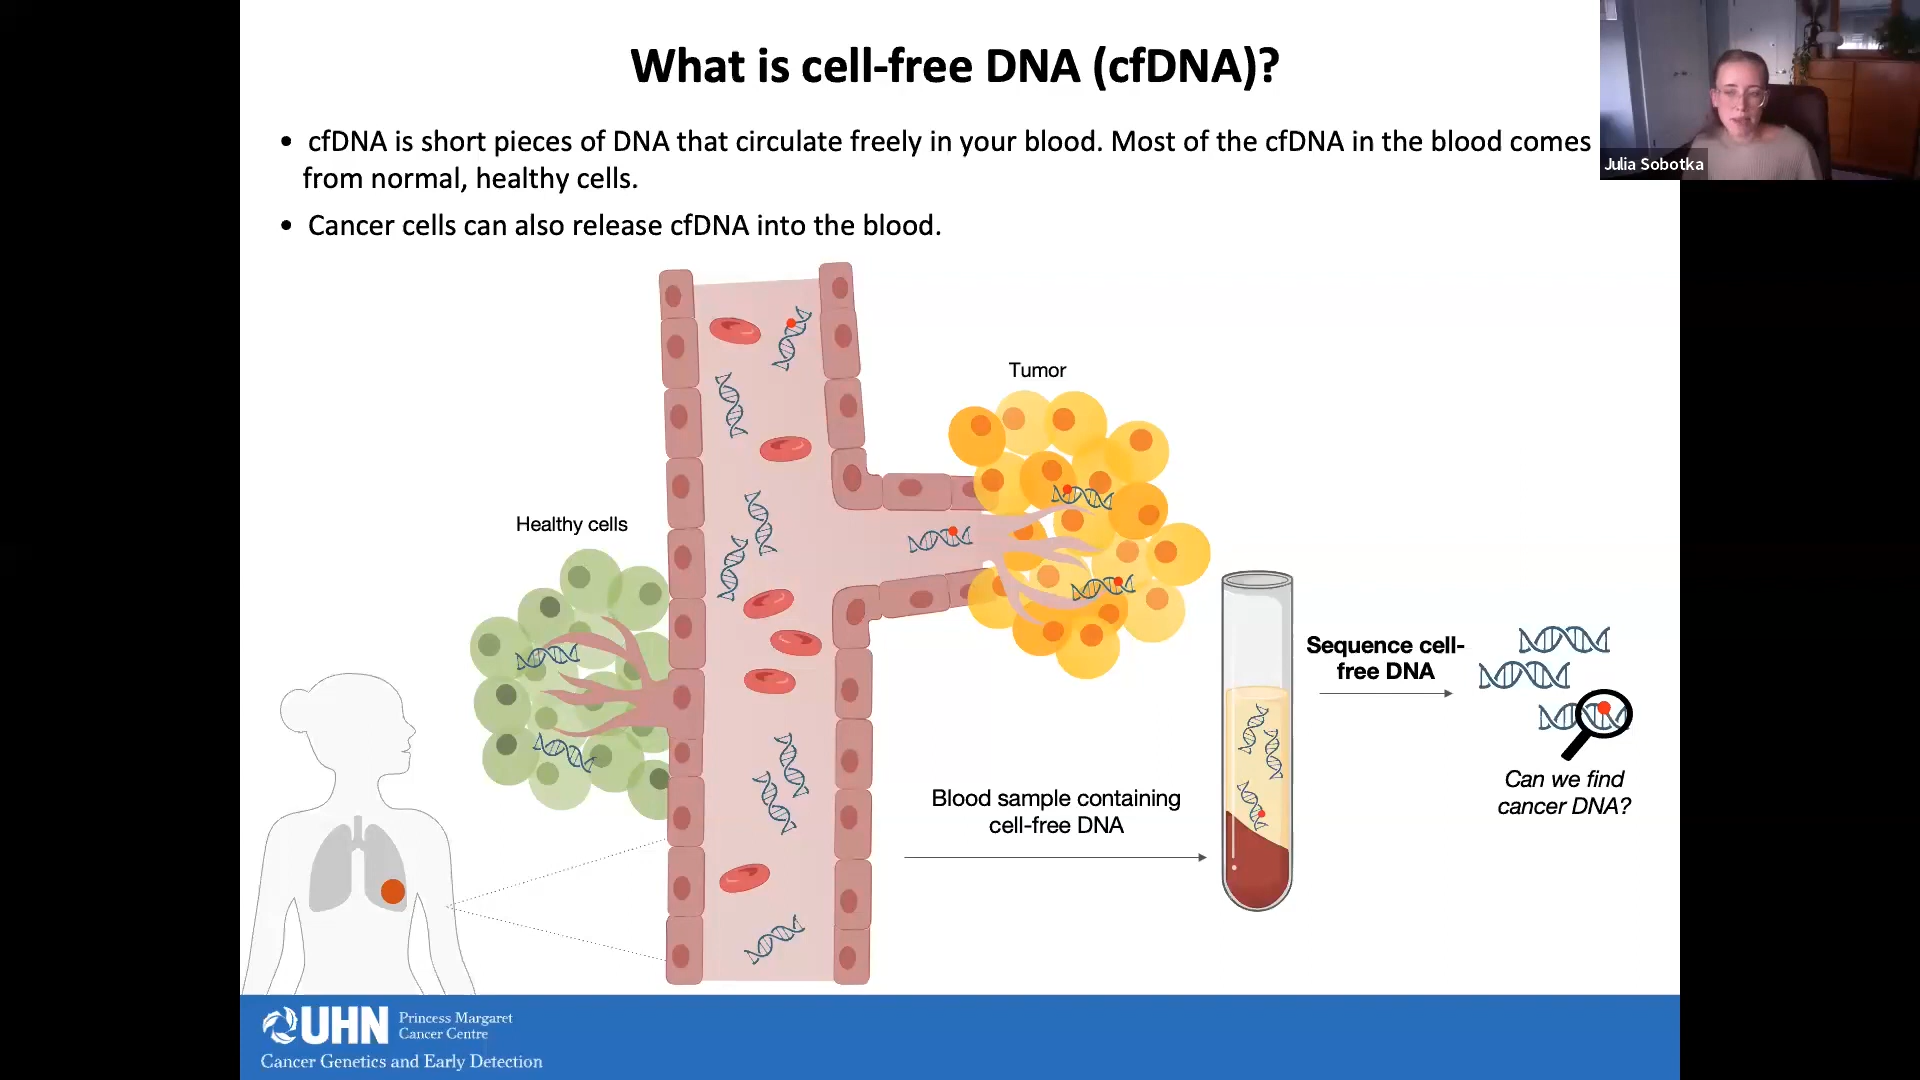 What is cell-free DNA (cfDNA)?
• cfDNA is short pieces of DNA that circulate freely in your blood. Most of the cfDNA in the blood comes
from normal, healthy cells.
• Cancer cells can also release cfDNA into the blood.
Julia Sobotka
Tumor
Healthy cells
Blood sample containing
cell-free DNA
Sequence cell-
free DNA
Can we find
cancer DNA?
UHN
Princess Margaret
Cancer Centre
Cancer Genetics and Early Detection